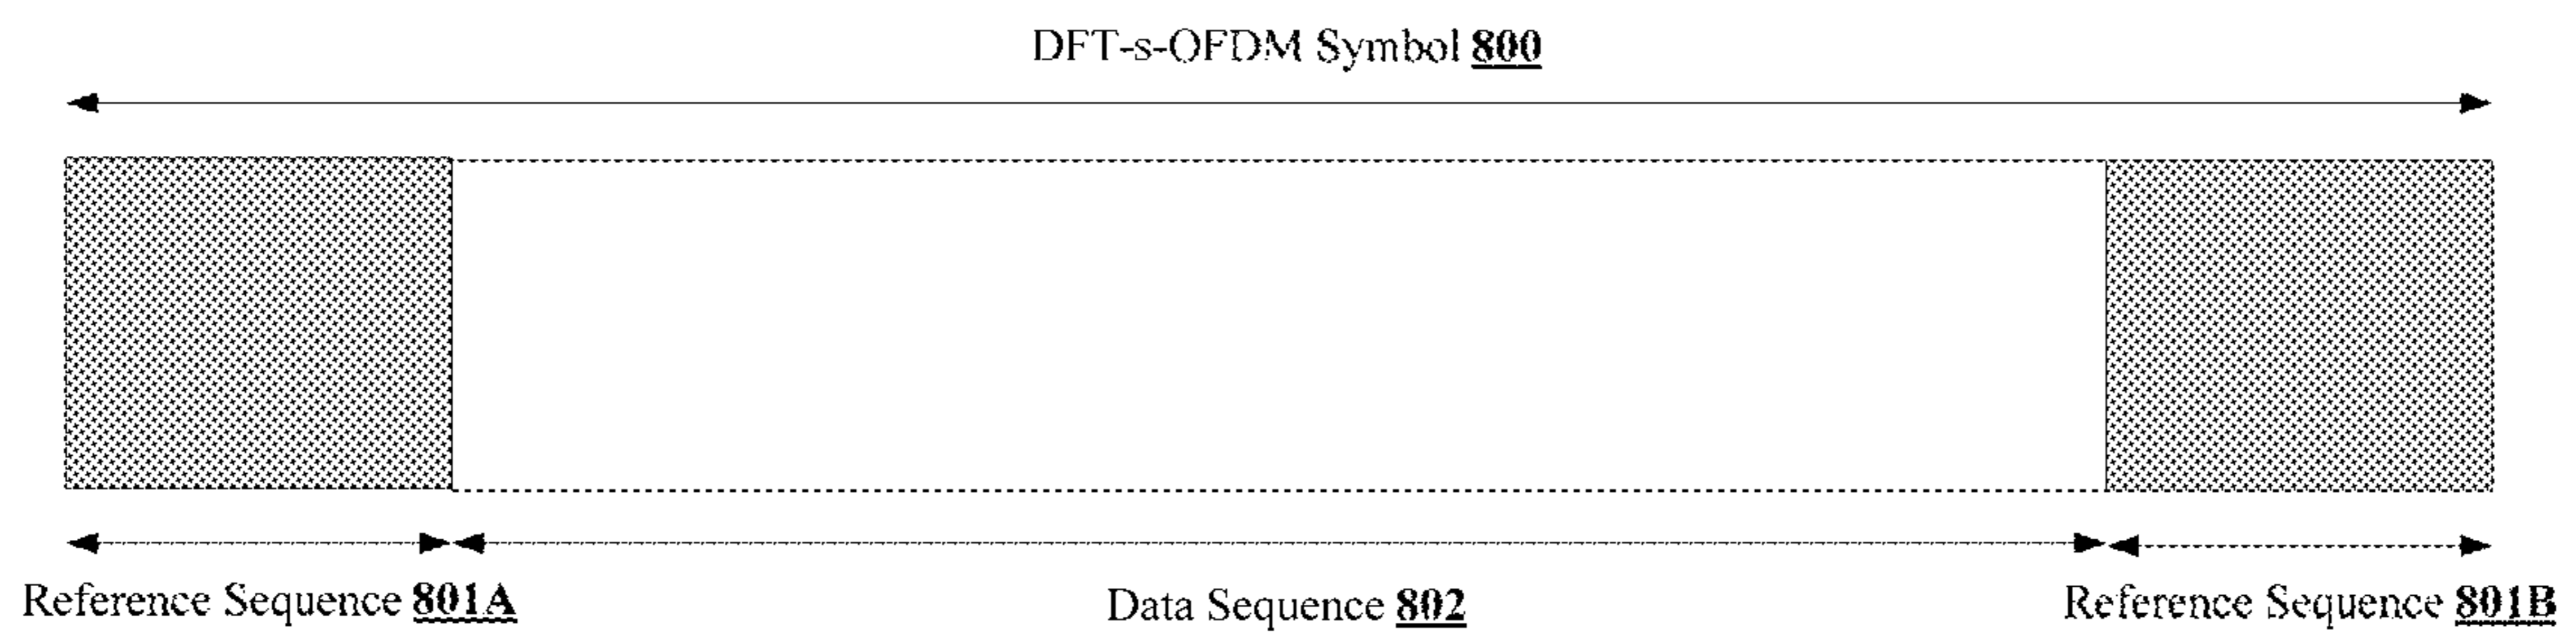 DFT-s-OFDM Symbol 800
Reference Sequence 801A
Data Sequence 802
Reference Sequence 801B